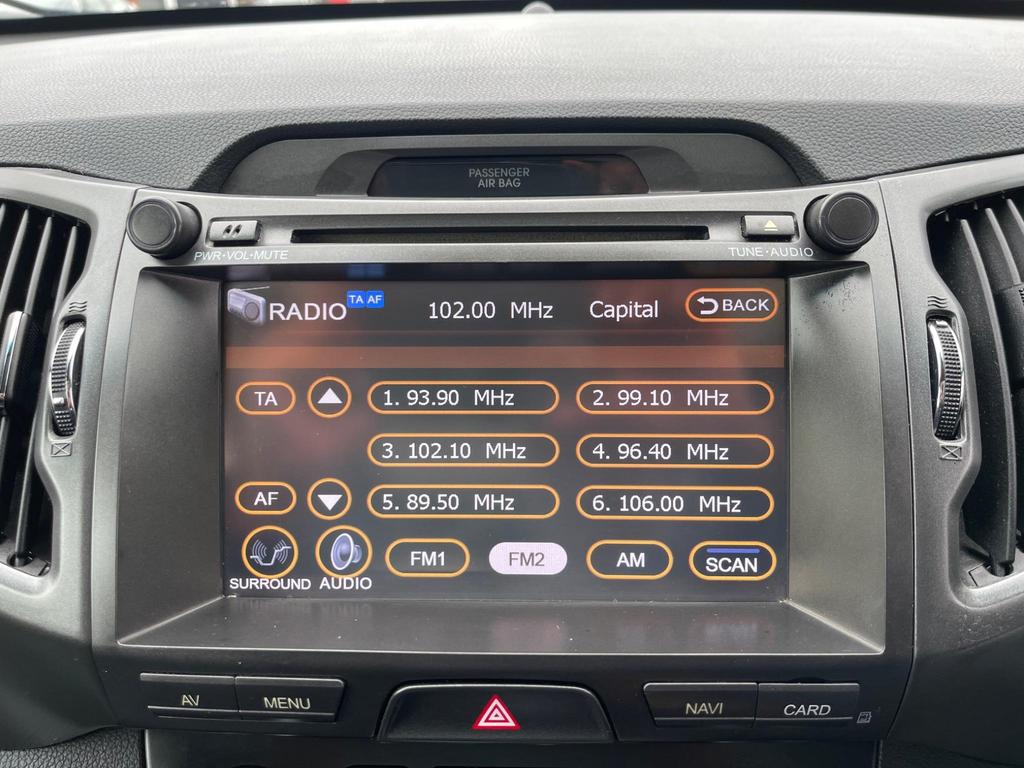 PASSENGER
AIR BAG
PWR•VOL•MUTE
TUNE•AUDIO
RADIO TA AF 102.00 MHz Capital BACK
TA 1. 93.90 MHz 2. 99.10 MHz
3. 102.10 MHz 4. 96.40 MHz
AF 5. 89.50 MHz 6. 106.00 MHz
FM1 FM2 AM SCAN
SURROUND AUDIO
AV MENU NAVI CARD